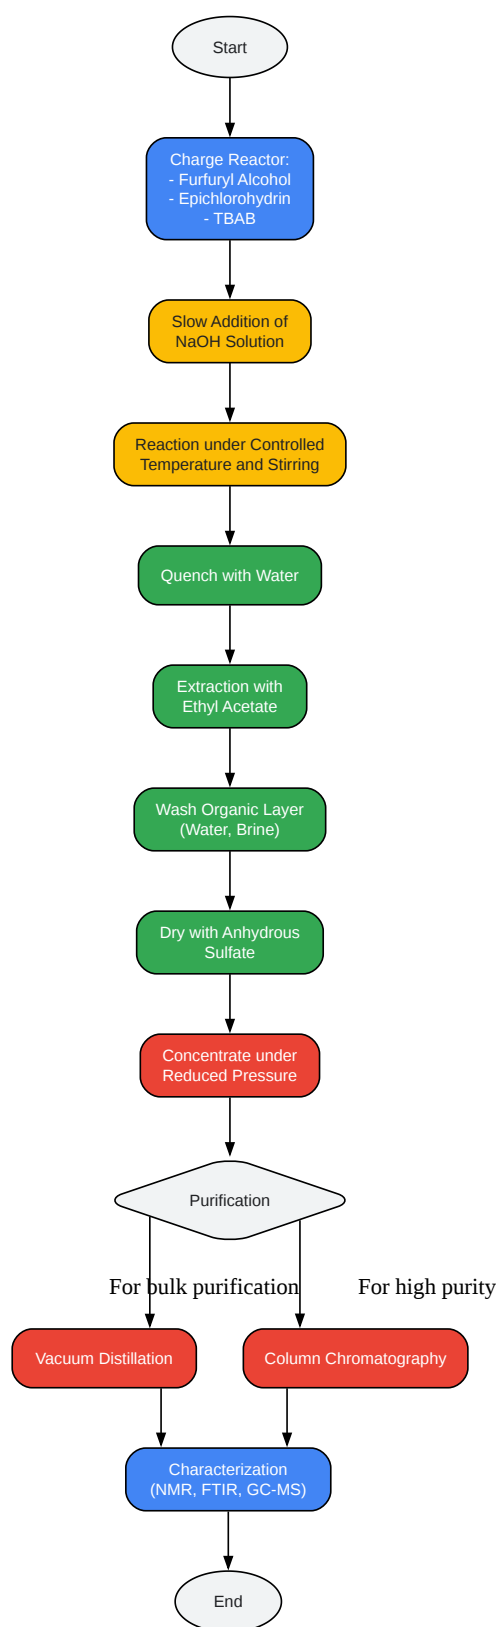 Start
Charge Reactor:
- Furfuryl Alcohol
- Epichlorohydrin
- TBAB
Slow Addition of
NaOH Solution
Reaction under Controlled
Temperature and Stirring
Quench with Water
Extraction with
Ethyl Acetate
Wash Organic Layer
(Water, Brine)
Dry with Anhydrous
Sulfate
Concentrate under
Reduced Pressure
Purification
For bulk purification
For high purity
Vacuum Distillation
Column Chromatography
Characterization
(NMR, FTIR, GC-MS)
End